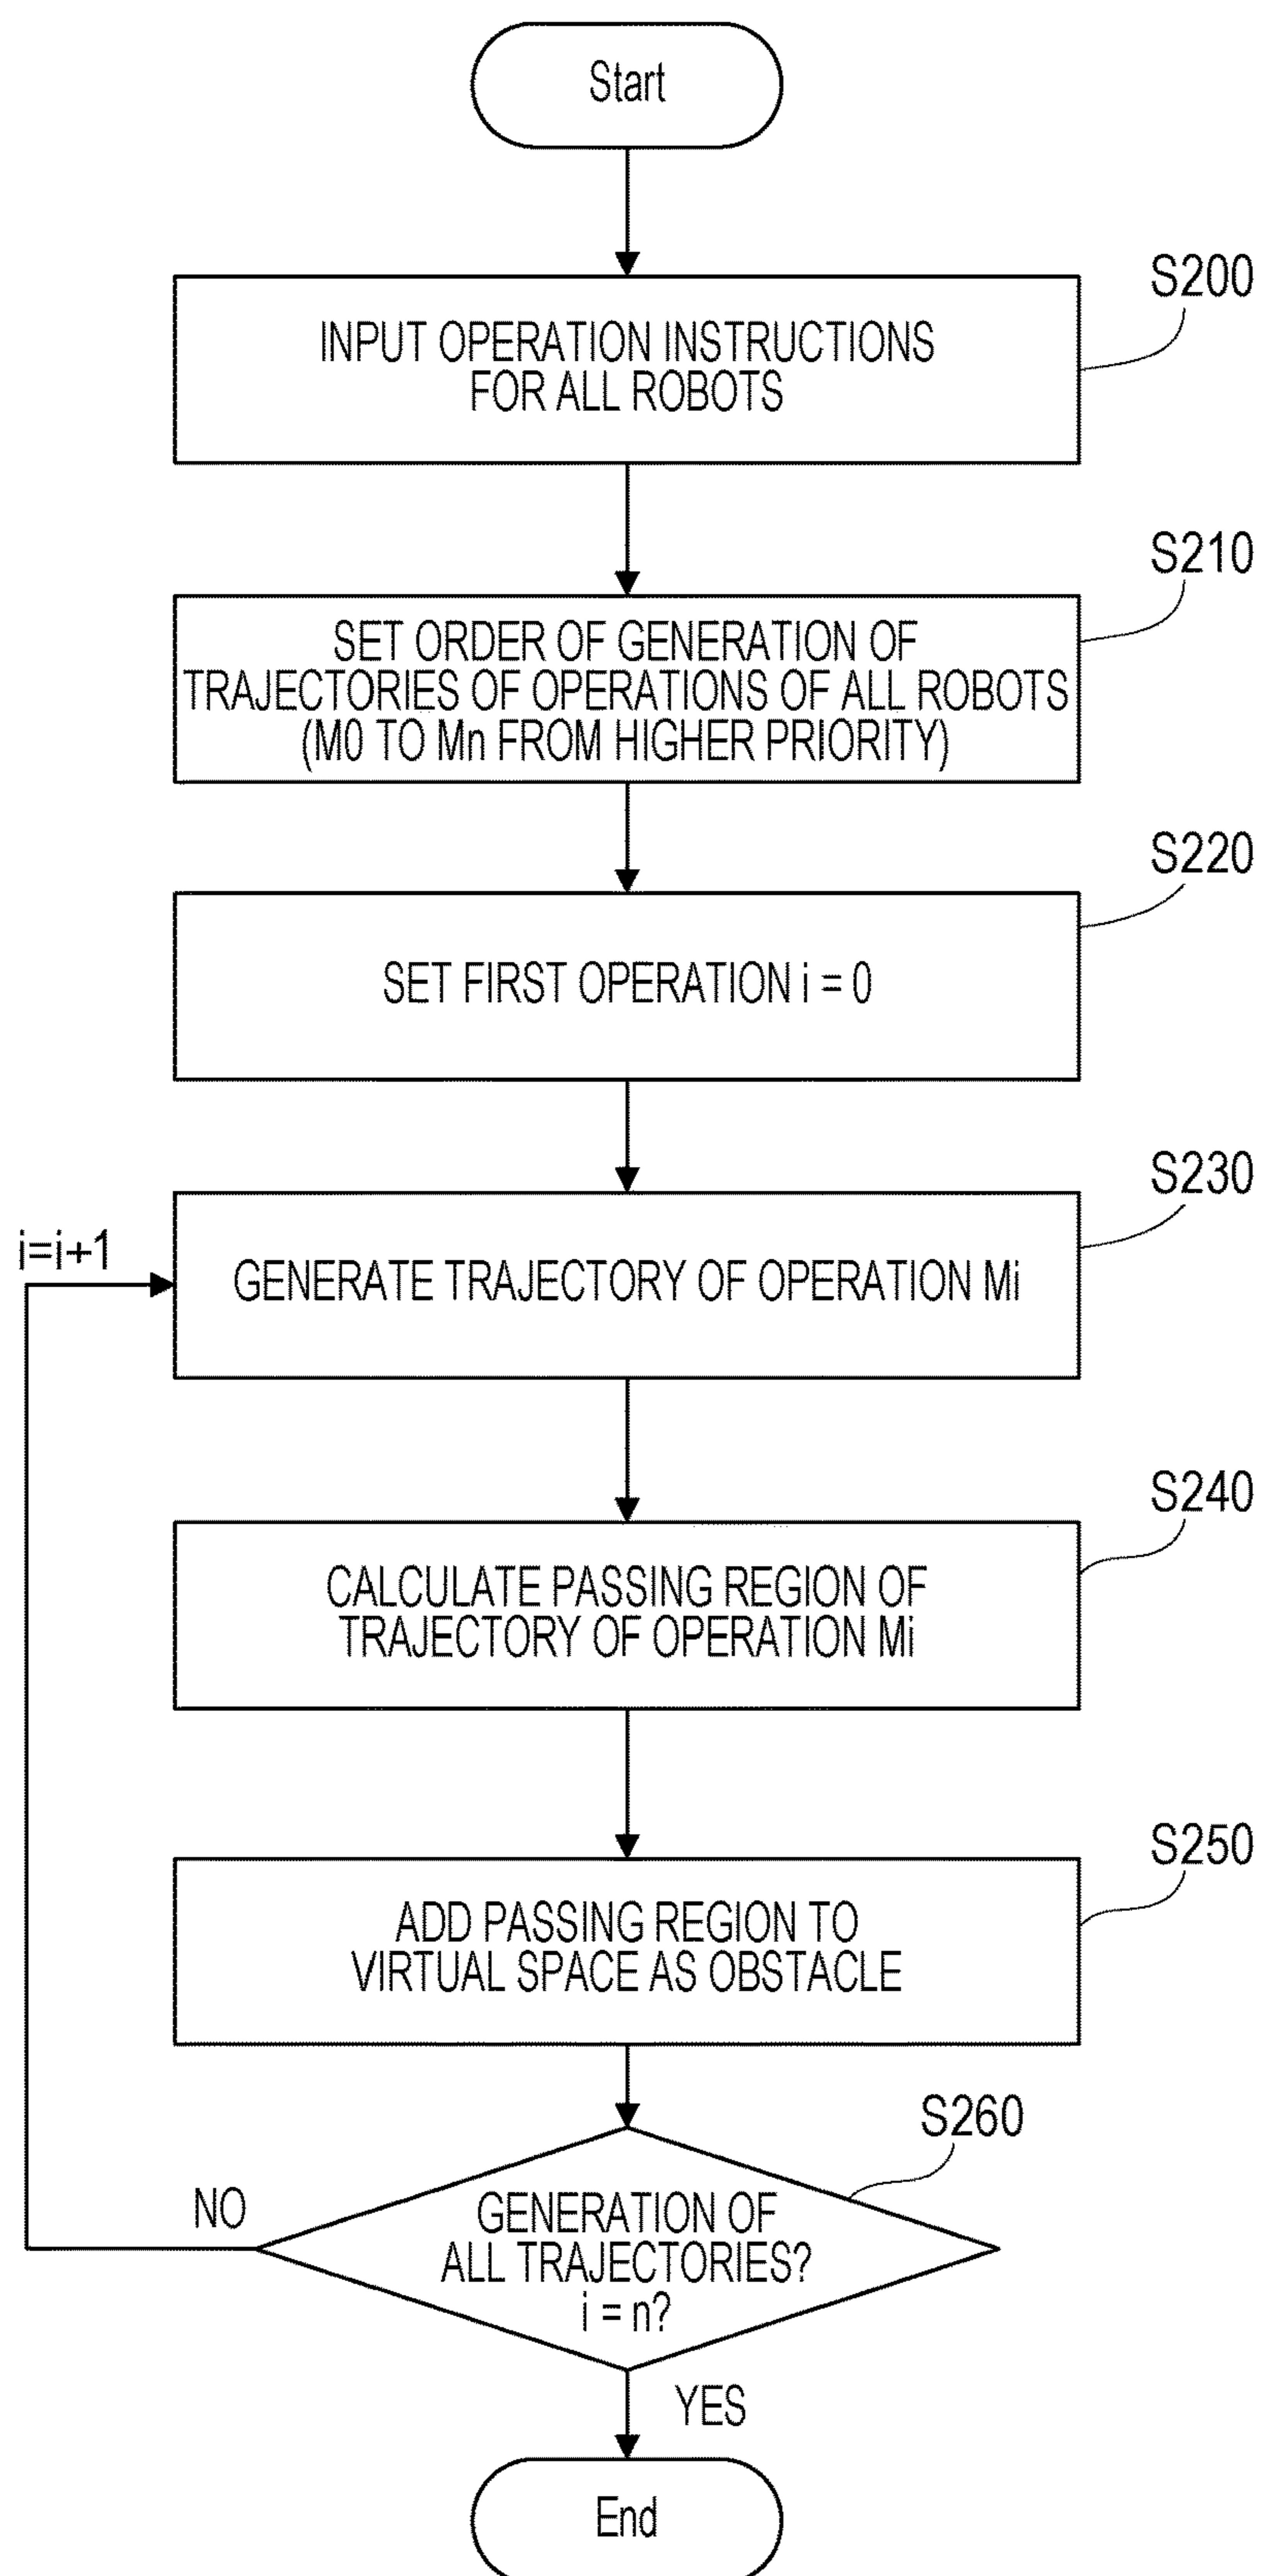 Start
S200
INPUT OPERATION INSTRUCTIONS
FOR ALL ROBOTS
S210
SET ORDER OF GENERATION OF
TRAJECTORIES OF OPERATIONS OF ALL ROBOTS
(M0 TO Mn FROM HIGHER PRIORITY)
S220
SET FIRST OPERATION i = 0
S230
i=i+1
GENERATE TRAJECTORY OF OPERATION Mi
S240
CALCULATE PASSING REGION OF
TRAJECTORY OF OPERATION Mi
S250
ADD PASSING REGION TO
VIRTUAL SPACE AS OBSTACLE
S260
NO
GENERATION OF
ALL TRAJECTORIES?
i = n?
YES
End